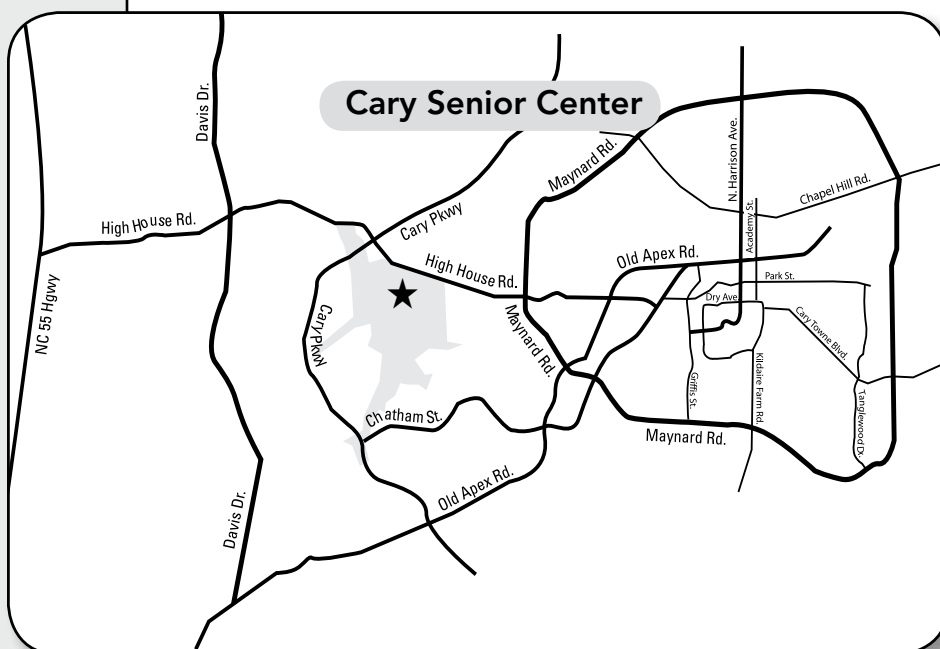 Cary Senior Center
Davis Dr.
Maynard Rd.
N. Harrison Ave.
Chapel Hill Rd.
High House Rd.
Cary Pkwy
Academy St.
Old Apex Rd.
High House Rd.
Park St.
NC 55 Hgwy
Dry Ave.
Cary Pkwy
Maynard Rd.
Cary Towne Blvd.
Griffis St.
Kildaire Farm Rd.
Tanglewood Dr.
Chatham St.
Maynard Rd.
Old Apex Rd.
Davis Dr.